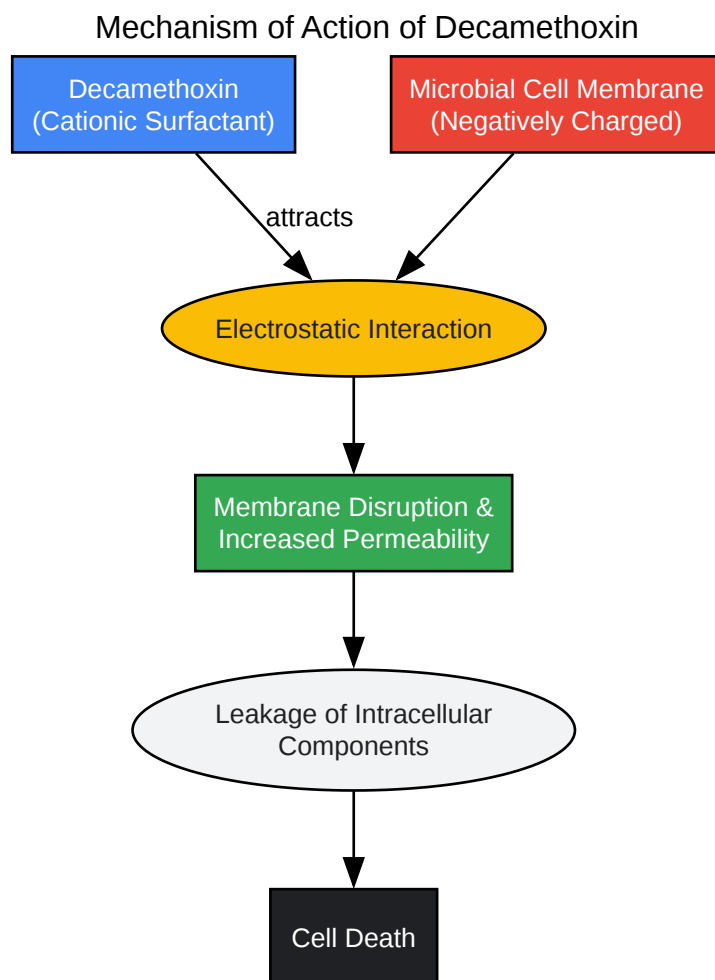 Mechanism of Action of Decamethoxin
Decamethoxin
(Cationic Surfactant)
Microbial Cell Membrane
(Negatively Charged)
attracts
Electrostatic Interaction
Membrane Disruption &
Increased Permeability
Leakage of Intracellular
Components
Cell Death